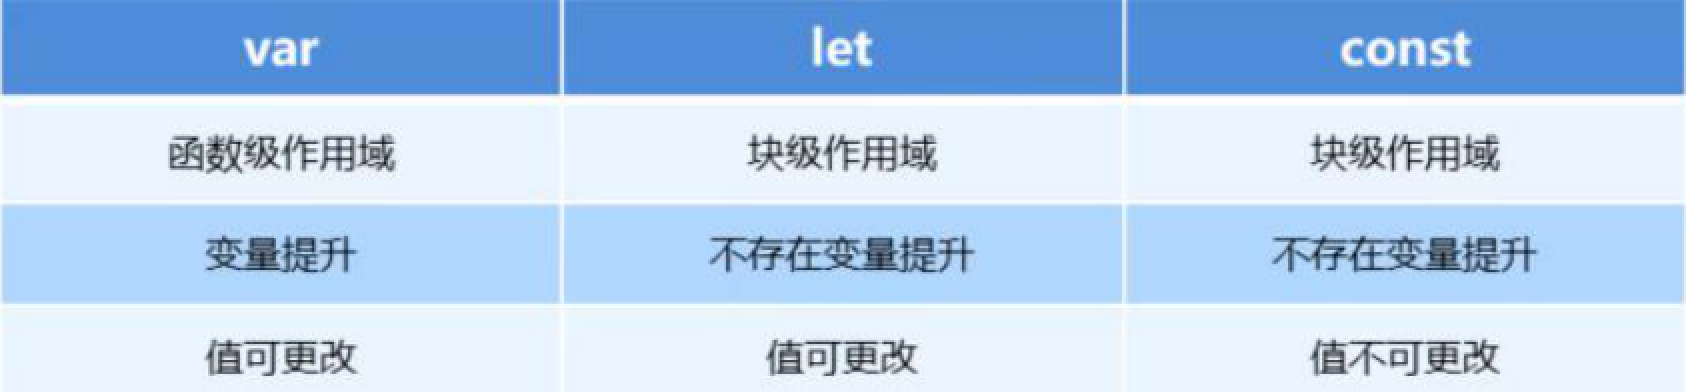 var let const
函数级作用域 块级作用域 块级作用域
变量提升 不存在变量提升 不存在变量提升
值可更改 值可更改 值不可更改